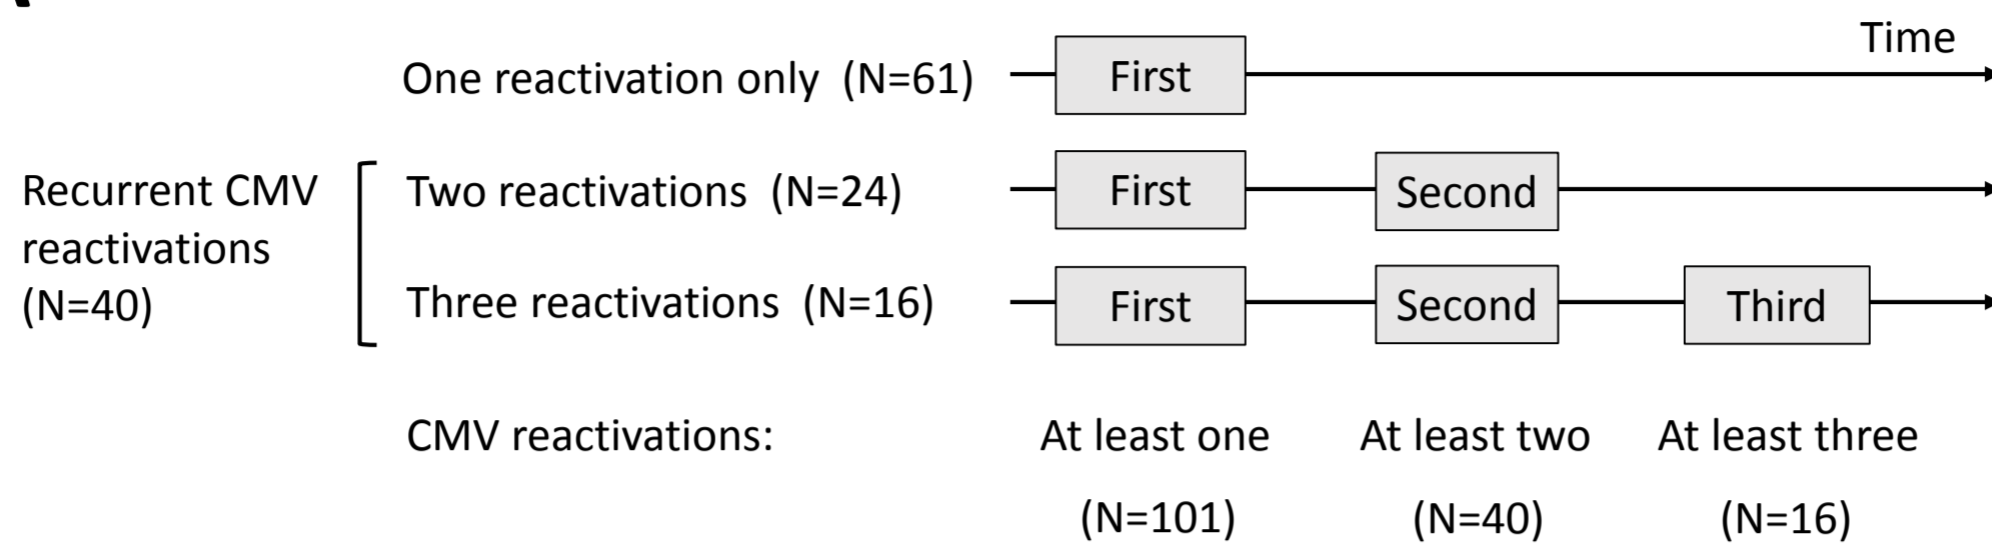 Time
One reactivation only (N=61)
First
Recurrent CMV
reactivations
(N=40)
Two reactivations (N=24)
First
Second
Three reactivations (N=16)
First
Second
Third
CMV reactivations:
At least one
At least two
At least three
(N=101)
(N=40)
(N=16)